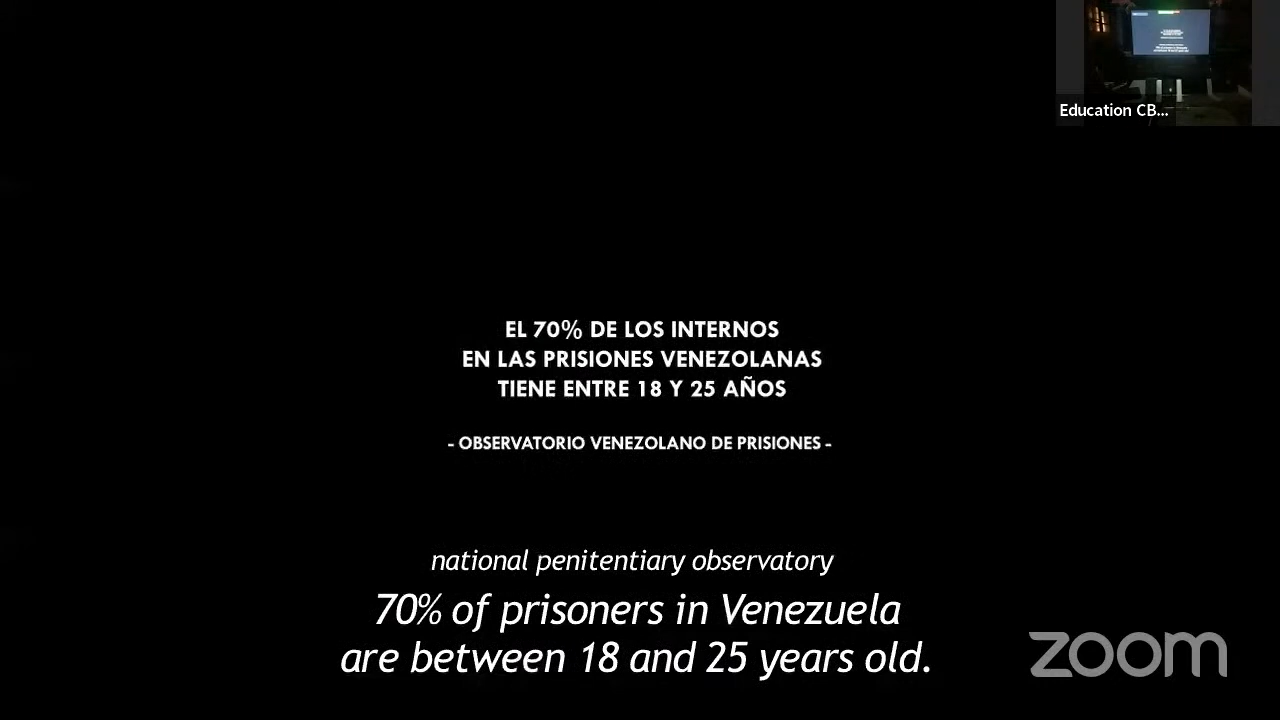 Education CB...
EL 70% DE LOS INTERNOS
EN LAS PRISIONES VENEZOLANAS
TIENE ENTRE 18 Y 25 AÑOS
- OBSERVATORIO VENEZOLANO DE PRISIONES -
national penitentiary observatory
70% of prisoners in Venezuela
are between 18 and 25 years old.
zoom